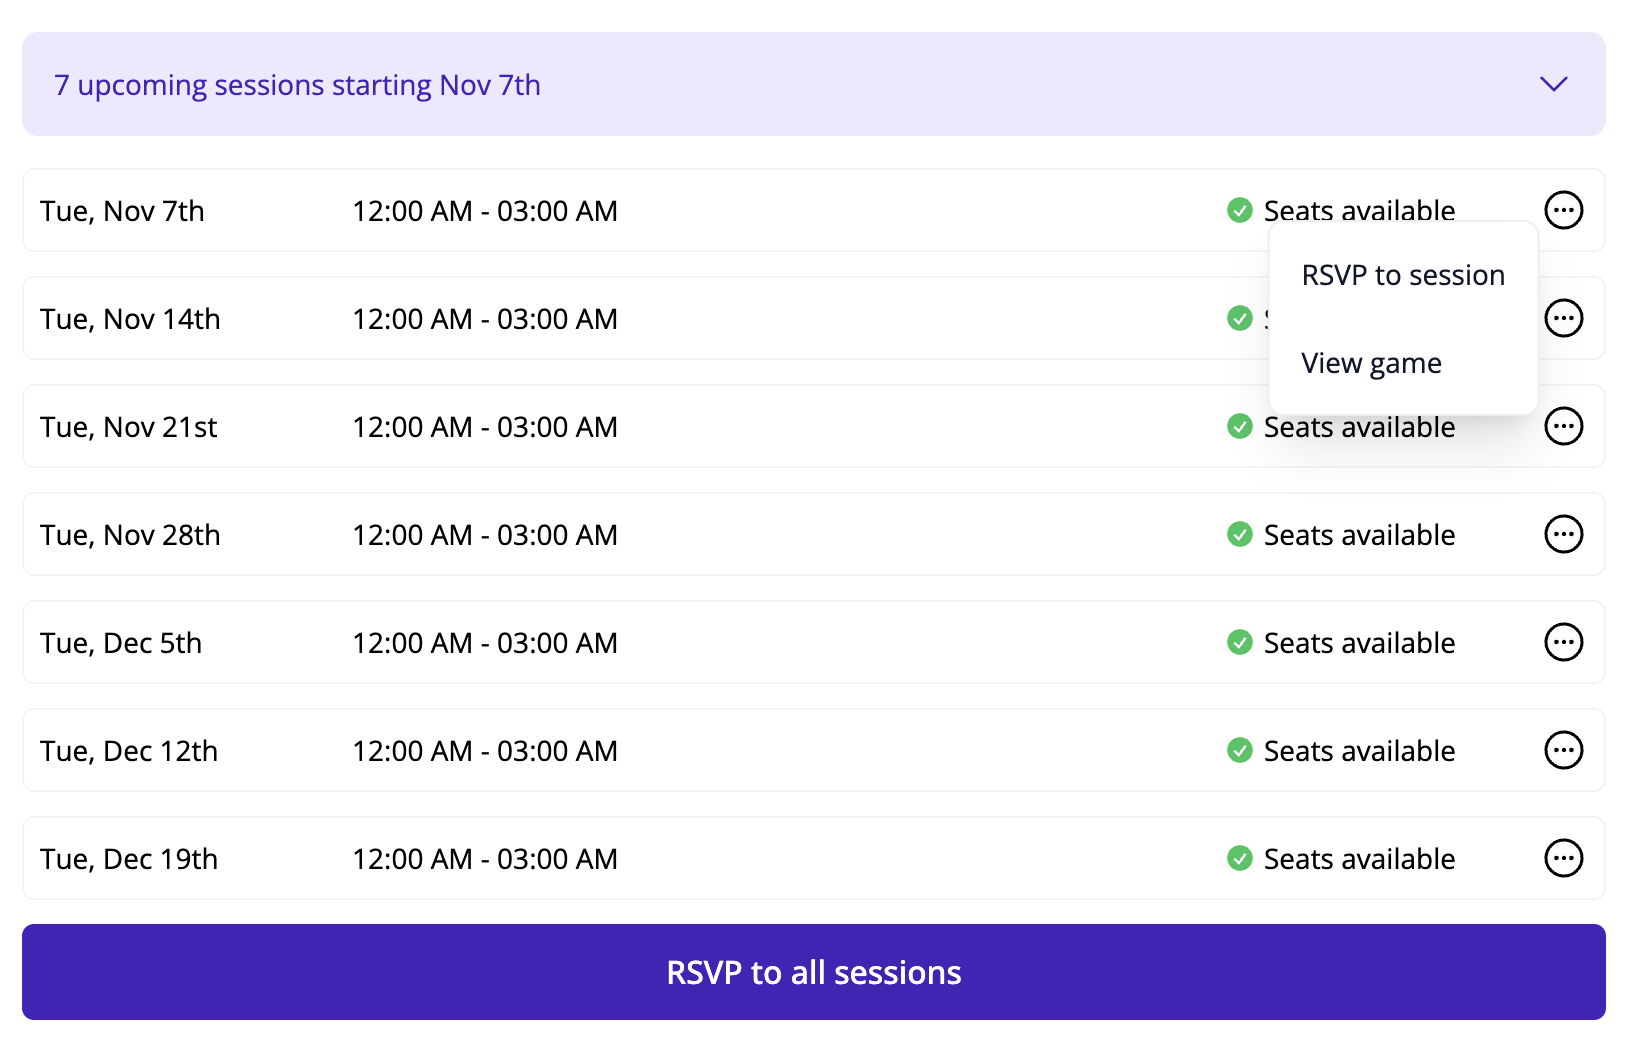 7 upcoming sessions starting Nov 7th
Tue, Nov 7th 12:00 AM - 03:00 AM Seats available
RSVP to session
Tue, Nov 14th 12:00 AM - 03:00 AM
View game
Tue, Nov 21st 12:00 AM - 03:00 AM Seats available
Tue, Nov 28th 12:00 AM - 03:00 AM Seats available
Tue, Dec 5th 12:00 AM - 03:00 AM Seats available
Tue, Dec 12th 12:00 AM - 03:00 AM Seats available
Tue, Dec 19th 12:00 AM - 03:00 AM Seats available
RSVP to all sessions